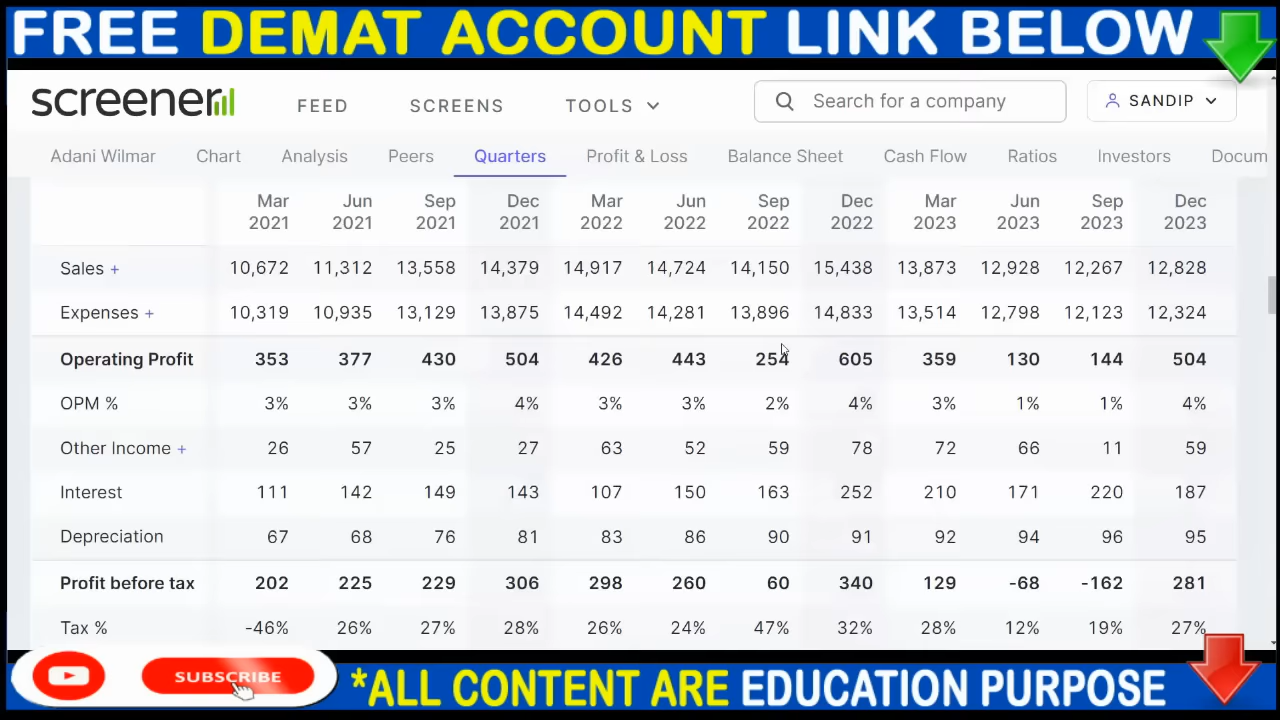 FREE DEMAT ACCOUNT LINK BELOW
screener FEED SCREENS TOOLS Search for a company SANDIP
Adani Wilmar Chart Analysis Peers Quarters Profit & Loss Balance Sheet Cash Flow Ratios Investors Docum
Mar Jun Sep Dec Mar Jun Sep Dec Mar Jun Sep Dec
2021 2021 2021 2021 2022 2022 2022 2022 2023 2023 2023 2023
Sales + 10,672 11,312 13,558 14,379 14,917 14,724 14,150 15,438 13,873 12,928 12,267 12,828
Expenses + 10,319 10,935 13,129 13,875 14,492 14,281 13,896 14,833 13,514 12,798 12,123 12,324
Operating Profit 353 377 430 504 426 443 254 605 359 130 144 504
OPM % 3% 3% 3% 4% 3% 3% 2% 4% 3% 1% 1% 4%
Other Income + 26 57 25 27 63 52 59 78 72 66 11 59
Interest 111 142 149 143 107 150 163 252 210 171 220 187
Depreciation 67 68 76 81 83 86 90 91 92 94 96 95
Profit before tax 202 225 229 306 298 260 60 340 129 -68 -162 281
Tax % -46% 26% 27% 28% 26% 24% 47% 32% 28% 12% 19% 27%
SUBSCRIBE *ALL CONTENT ARE EDUCATION PURPOSE